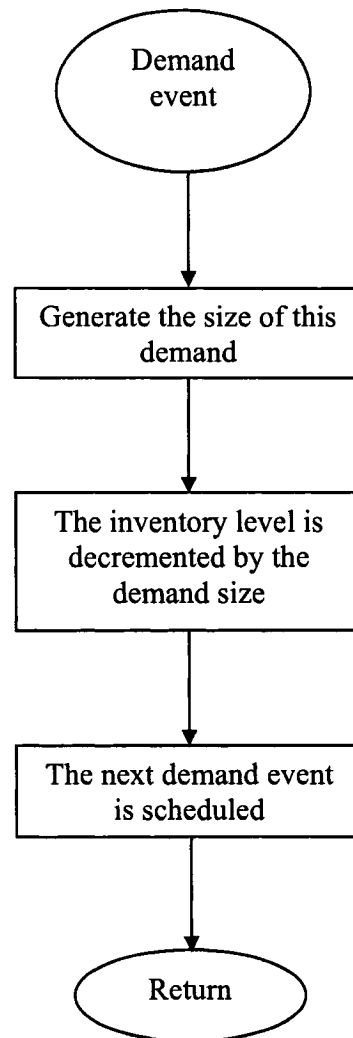 Demand
event
Generate the size of this
demand
The inventory level is
decremented by the
demand size
The next demand event
is scheduled
Return